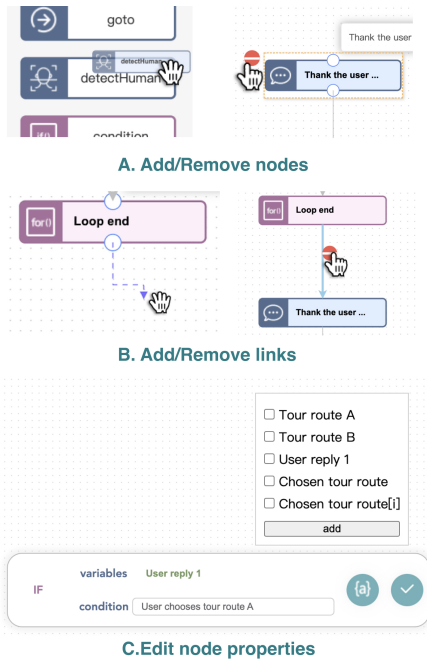 goto
detectHuman
detectHuman
if()
condition
Thank the user
Thank the user ...
A. Add/Remove nodes
for()
Loop end
for()
Loop end
Thank the user ...
B. Add/Remove links
Tour route A
Tour route B
User reply 1
Chosen tour route
Chosen tour route[i]
add
IF
variables
User reply 1
condition
User chooses tour route A
{a}
C.Edit node properties